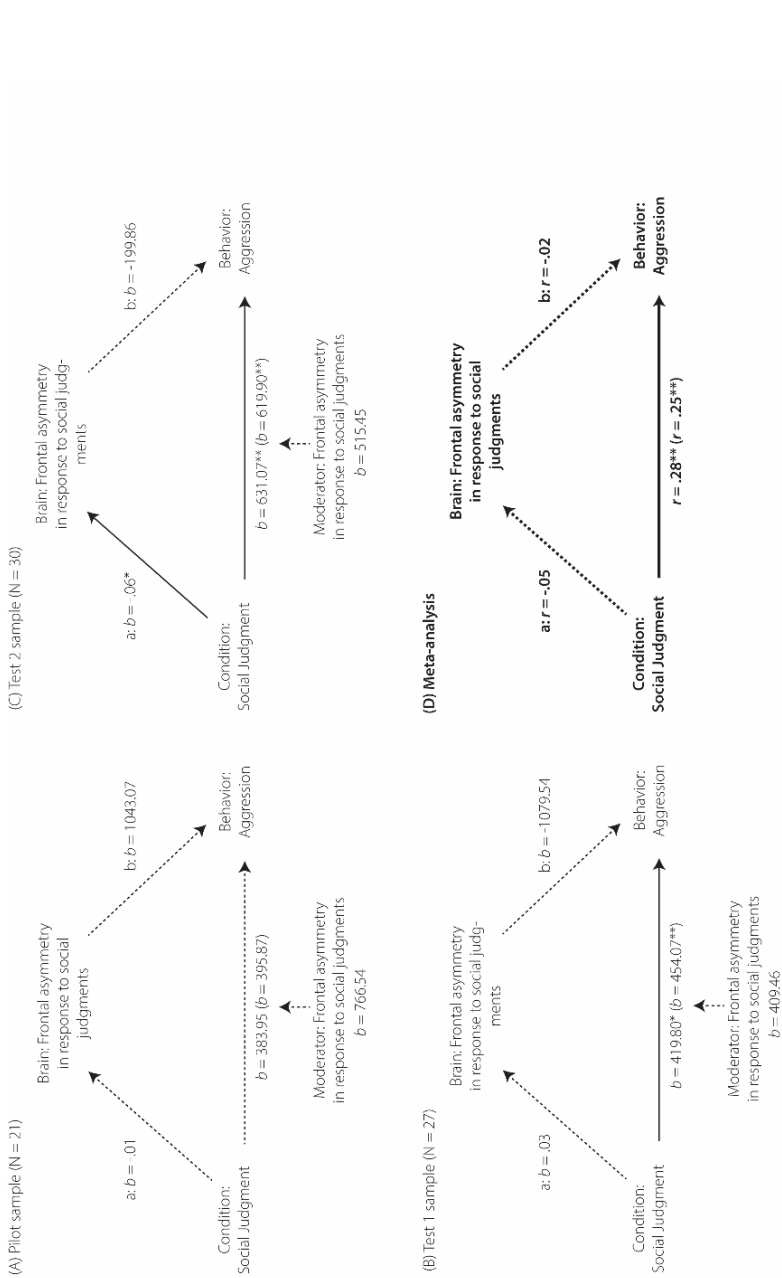 (A) Pilot sample (N = 21)
Brain: Frontal asymmetry
in response to social
judgments
a: b = -.01
b: b = 1043.07
Condition:
Social Judgment
Behavior:
Aggression
b = 383.95 (b = 395.87)
Moderator: Frontal asymmetry
in response to social judgments
b = 766.54
(C) Test 2 sample (N = 30)
Brain: Frontal asymmetry
in response to social judg-
ments
a: b = -.06*
b: b = -199.86
Condition:
Social Judgment
Behavior:
Aggression
b = 631.07** (b = 619.90**)
Moderator: Frontal asymmetry
in response to social judgments
b = 515.45
(B) Test 1 sample (N = 27)
Brain: Frontal asymmetry
in response to social judg-
ments
a: b = .03
b: b = -1079.54
Condition:
Social Judgment
Behavior:
Aggression
b = 419.80* (b = 454.07**)
Moderator: Frontal asymmetry
in response to social judgments
b = 409.46
(D) Meta-analysis
Brain: Frontal asymmetry
in response to social
judgments
a: r = -.05
b: r = -.02
Condition:
Social Judgment
Behavior:
Aggression
r = .28** (r = .25**)